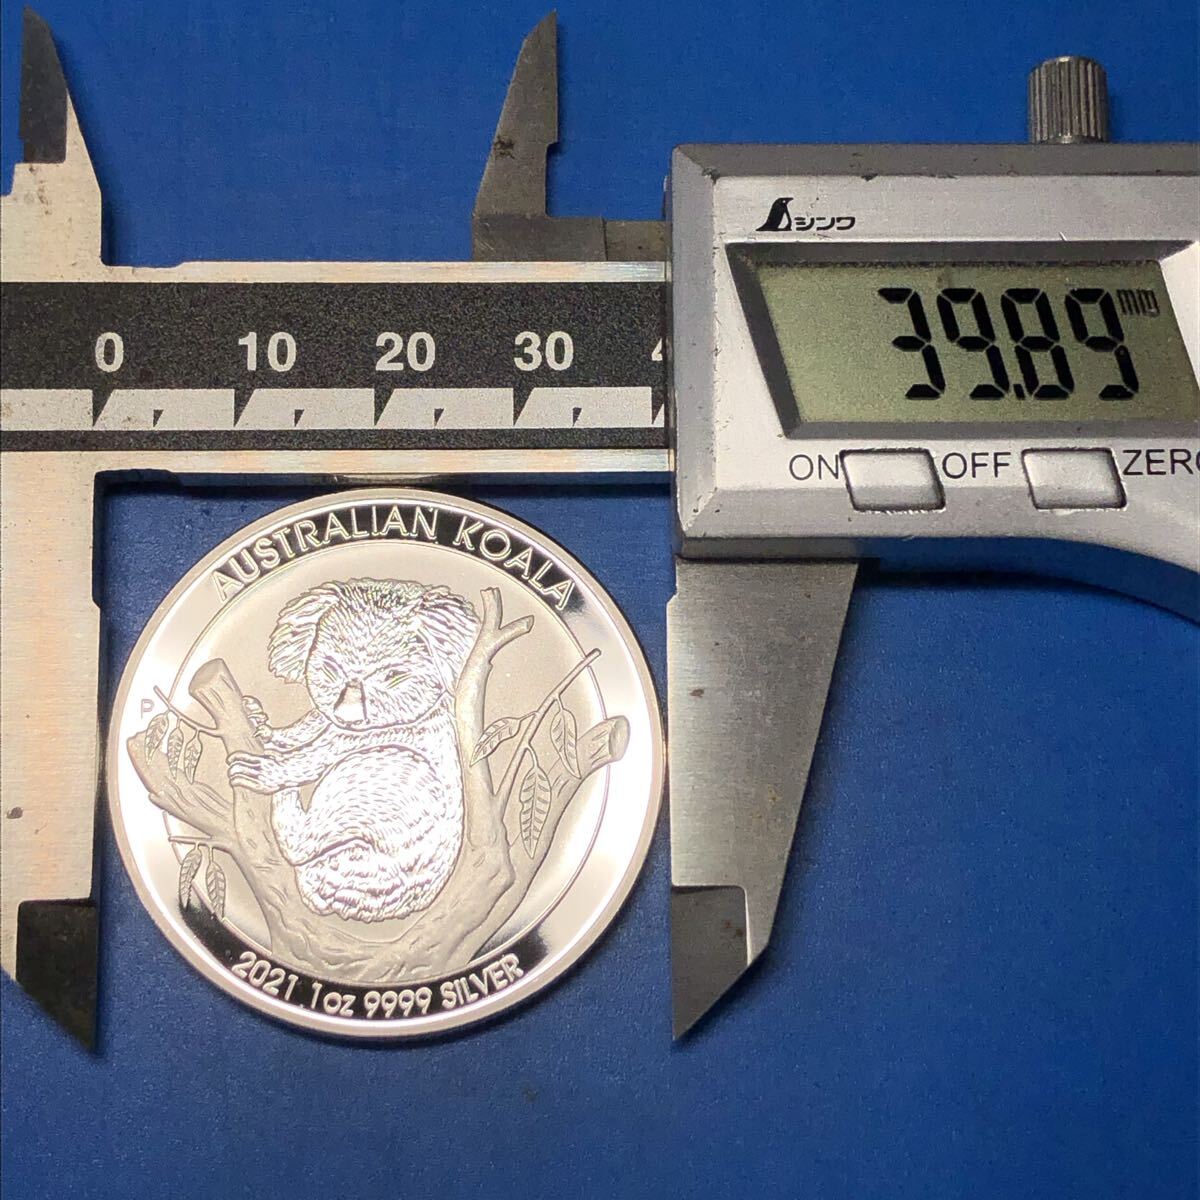 シンワ
39.89 mm
0 10 20 30 4
ON OFF ZERO
AUSTRALIAN KOALA
P
2021 1oz 9999 SILVER